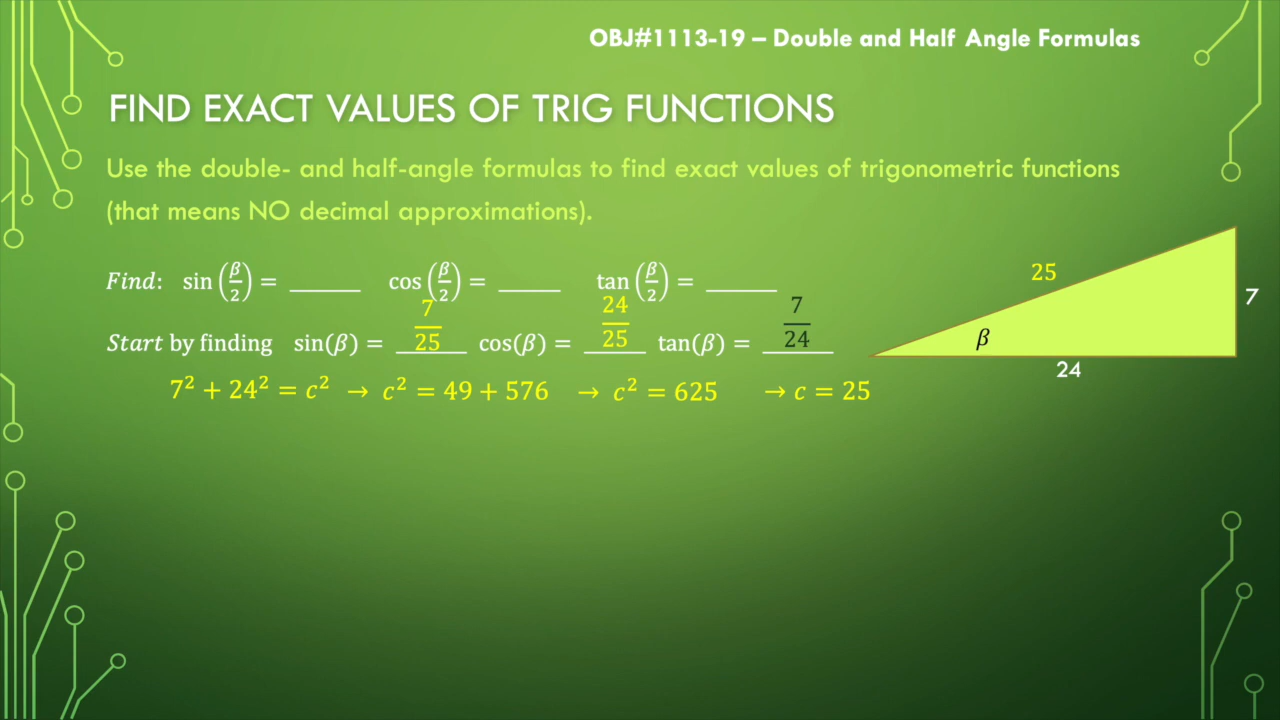 OBJ#1113-19 – Double and Half Angle Formulas
FIND EXACT VALUES OF TRIG FUNCTIONS
Use the double- and half-angle formulas to find exact values of trigonometric functions
(that means NO decimal approximations).
Find: sin(β/2) = ______ cos(β/2) = ______ tan(β/2) = ______
Start by finding sin(β) = 7/25 cos(β) = 24/25 tan(β) = 7/24
7² + 24² = c² → c² = 49 + 576 → c² = 625 → c = 25
25
7
β
24